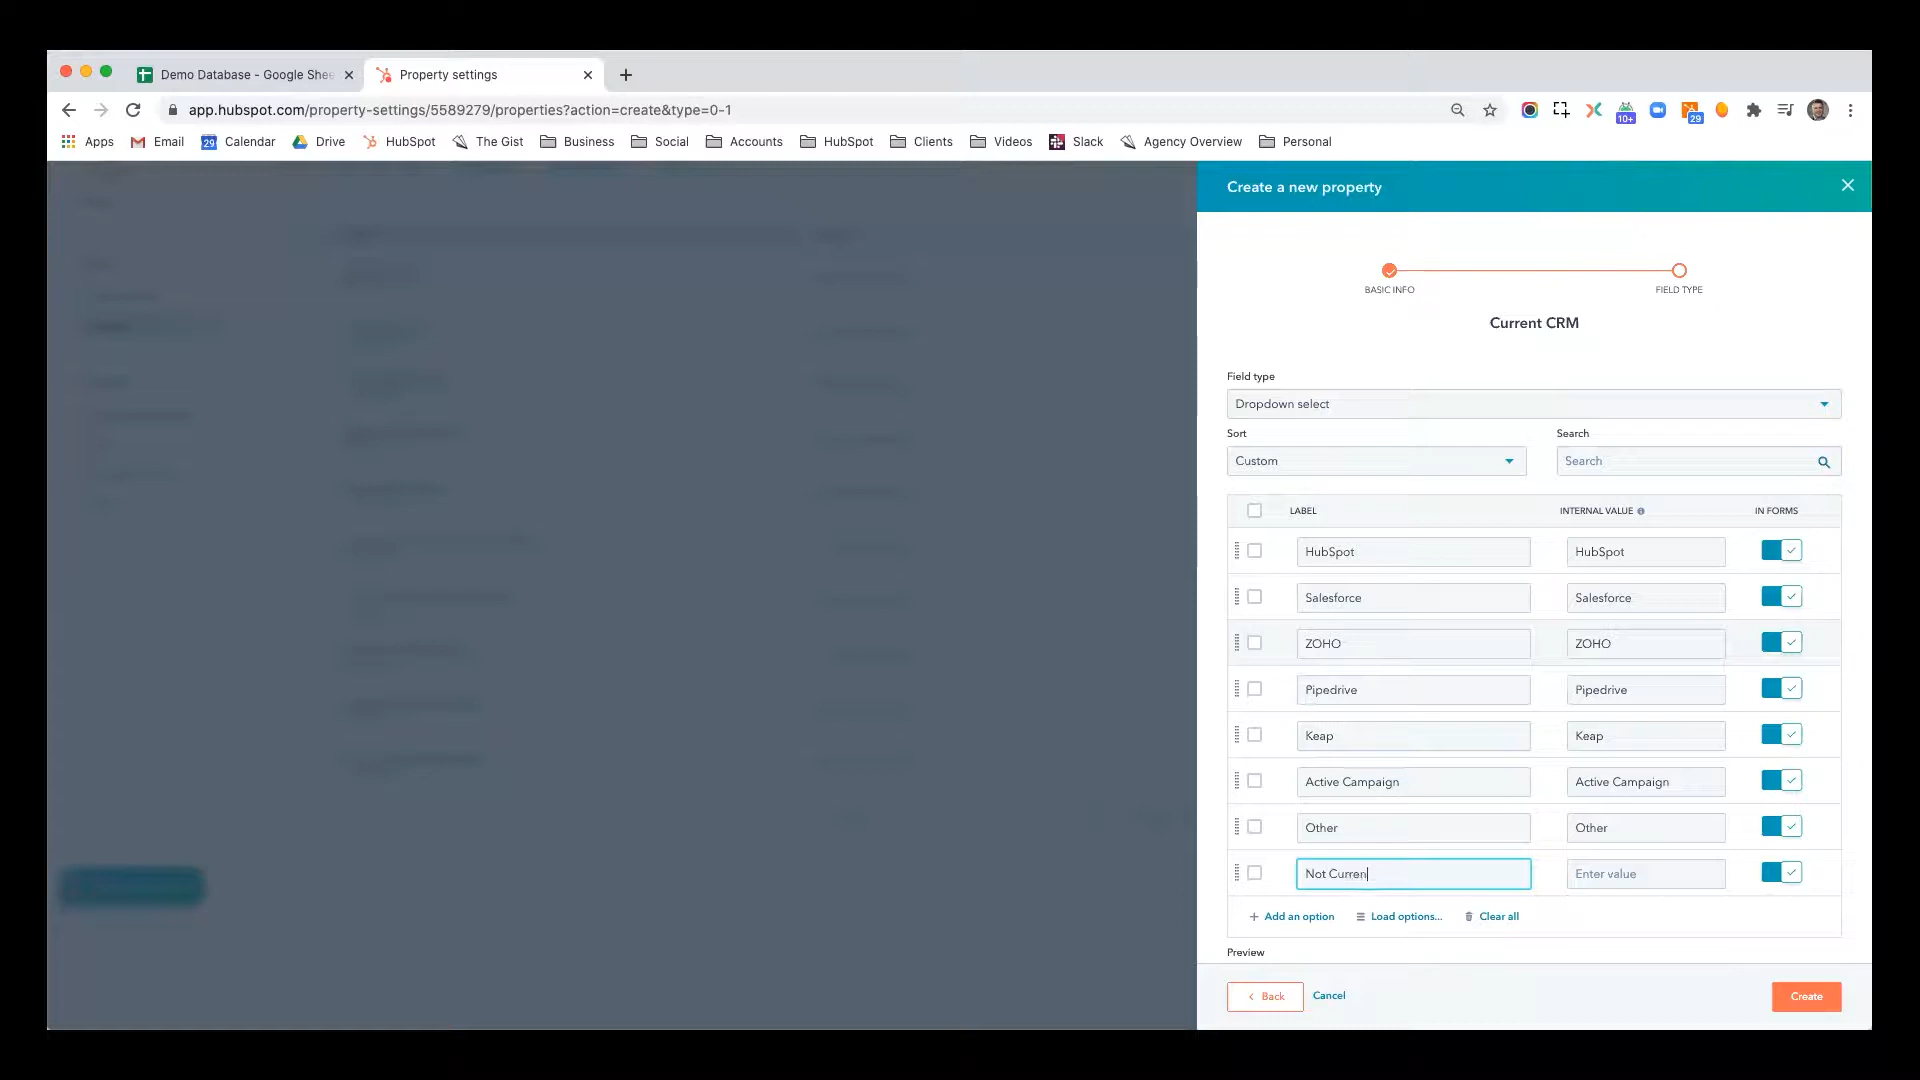 Demo Database - Google Shee
Property settings
app.hubspot.com/property-settings/5589279/properties?action=create&type=0-1
10+
29
Apps
Email
29
Calendar
Drive
HubSpot
The Gist
Business
Social
Accounts
HubSpot
Clients
Videos
Slack
Agency Overview
Personal
Create a new property
BASIC INFO
FIELD TYPE
Current CRM
Field type
Dropdown select
Sort
Search
Custom
Search
LABEL
INTERNAL VALUE
IN FORMS
HubSpot
HubSpot
Salesforce
Salesforce
ZOHO
ZOHO
Pipedrive
Pipedrive
Keap
Keap
Active Campaign
Active Campaign
Other
Other
Not Curren
Enter value
+ Add an option
Load options...
Clear all
Preview
< Back
Cancel
Create